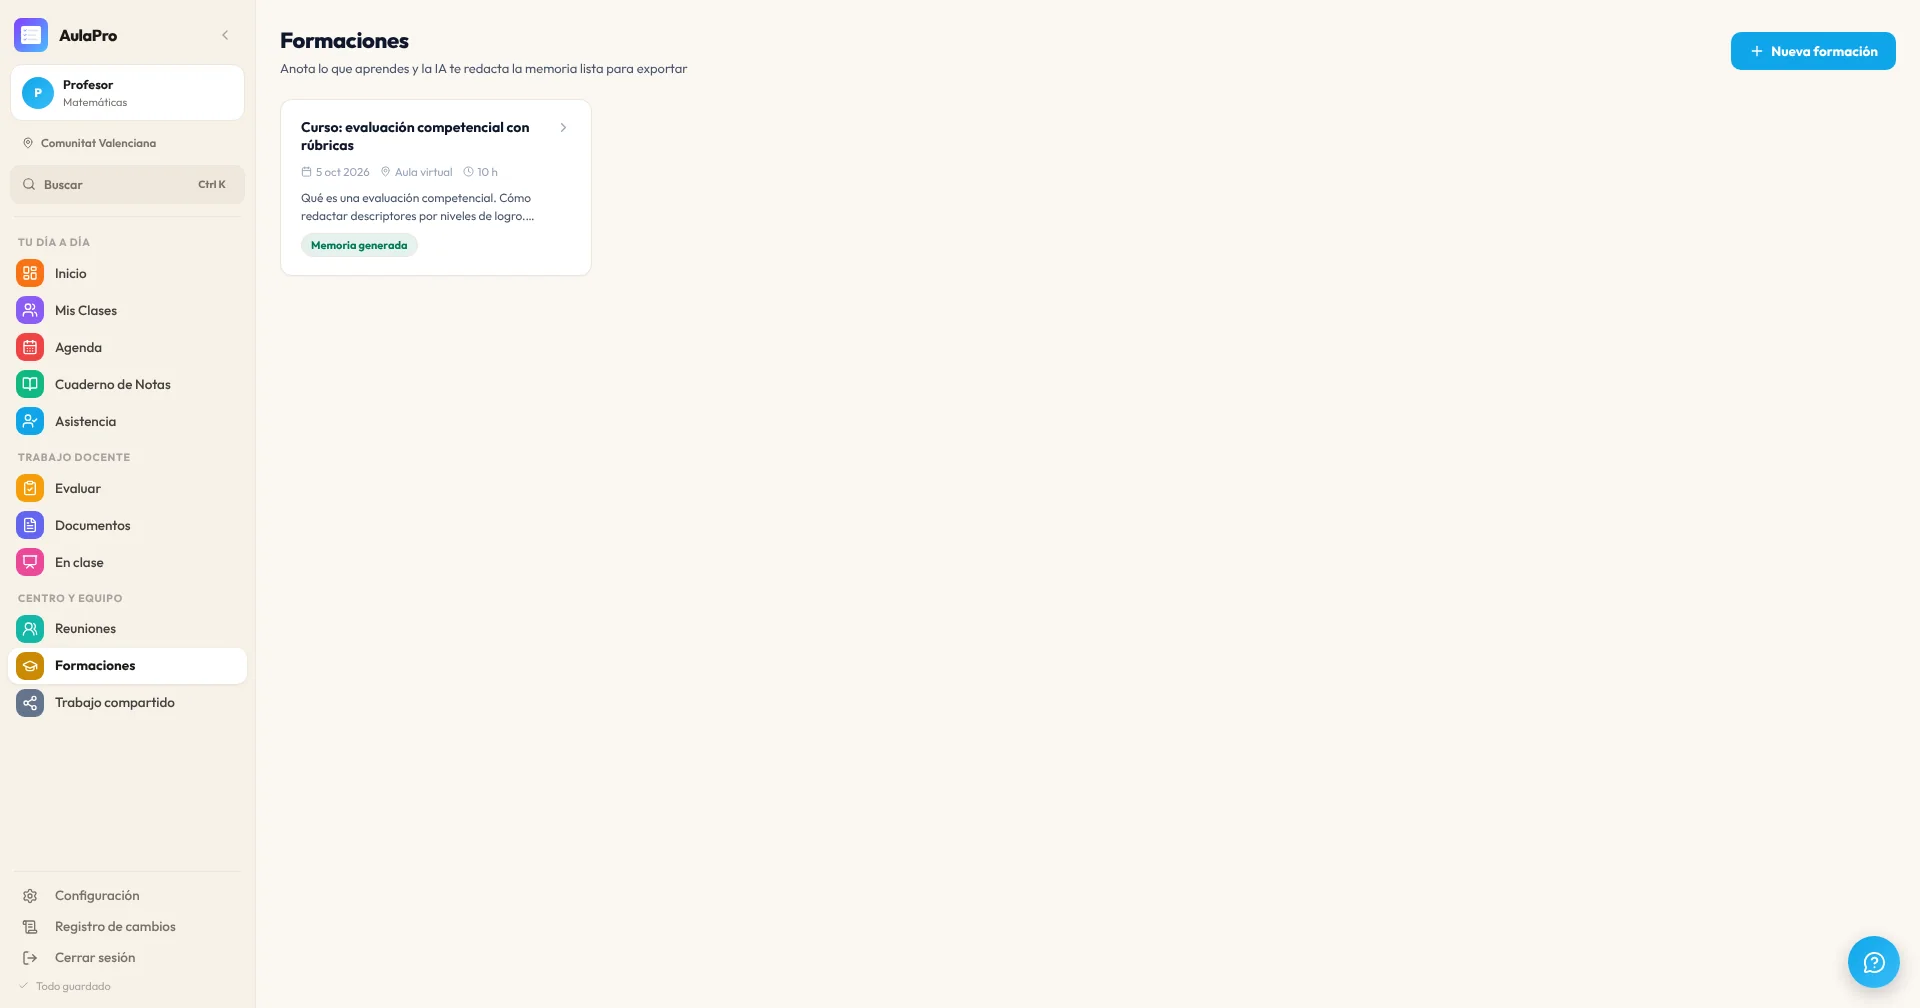 AulaPro
P
Profesor
Matemáticas
Comunitat Valenciana
Buscar
Ctrl K
TU DÍA A DÍA
Inicio
Mis Clases
Agenda
Cuaderno de Notas
Asistencia
TRABAJO DOCENTE
Evaluar
Documentos
En clase
CENTRO Y EQUIPO
Reuniones
Formaciones
Trabajo compartido
Configuración
Registro de cambios
Cerrar sesión
Todo guardado
Formaciones
Anota lo que aprendes y la IA te redacta la memoria lista para exportar
Nueva formación
Curso: evaluación competencial con
rúbricas
5 oct 2026 Aula virtual 10 h
Qué es una evaluación competencial. Cómo
redactar descriptores por niveles de logro....
Memoria generada